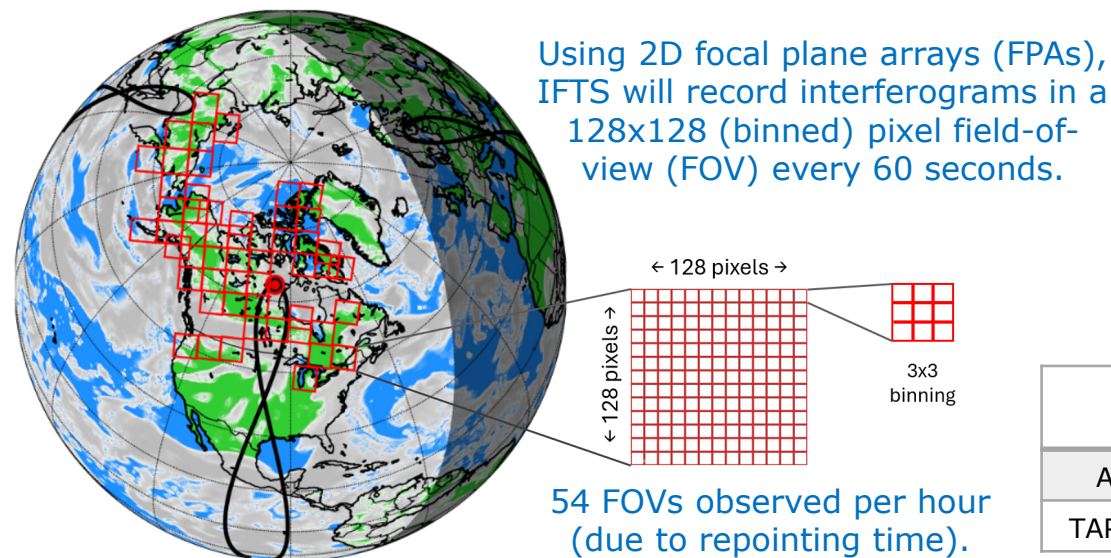 Using 2D focal plane arrays (FPAs),
IFTS will record interferograms in a
128x128 (binned) pixel field-of-
view (FOV) every 60 seconds.
← 128 pixels →
← 128 pixels →
3x3
binning
54 FOVs observed per hour
(due to repointing time).